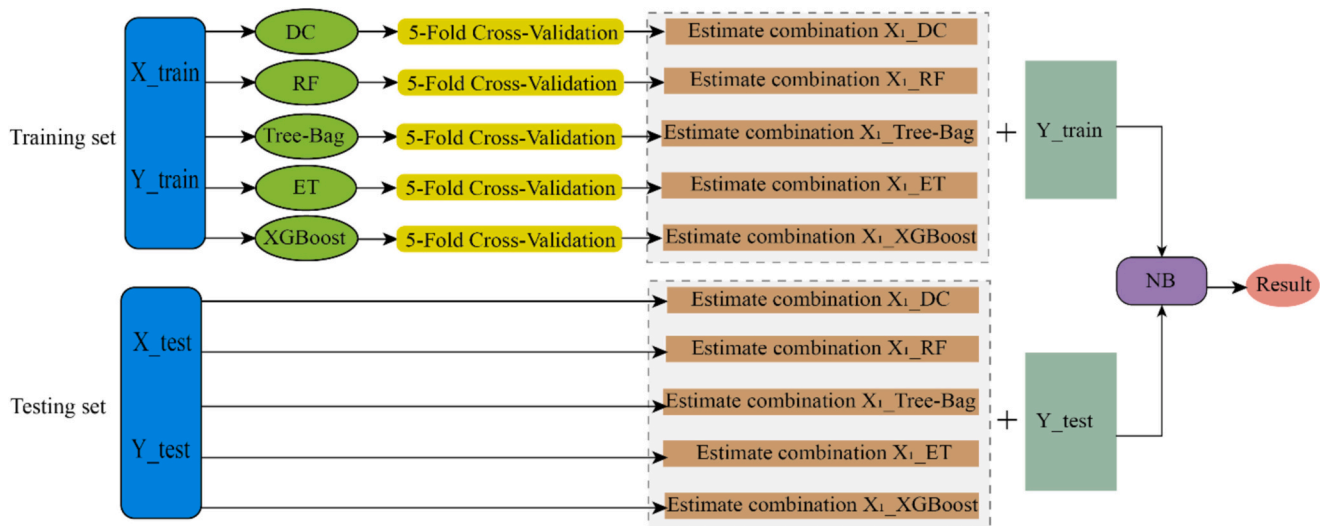 DC
5-Fold Cross-Validation
Estimate combination X₁_DC
X_train
RF
5-Fold Cross-Validation
Estimate combination X₁_RF
Training set
Tree-Bag
5-Fold Cross-Validation
Estimate combination X₁_Tree-Bag
+
Y_train
Y_train
ET
5-Fold Cross-Validation
Estimate combination X₁_ET
XGBoost
5-Fold Cross-Validation
Estimate combination X₁_XGBoost
NB
Result
Estimate combination X₁_DC
X_test
Estimate combination X₁_RF
Testing set
Estimate combination X₁_Tree-Bag
+
Y_test
Y_test
Estimate combination X₁_ET
Estimate combination X₁_XGBoost